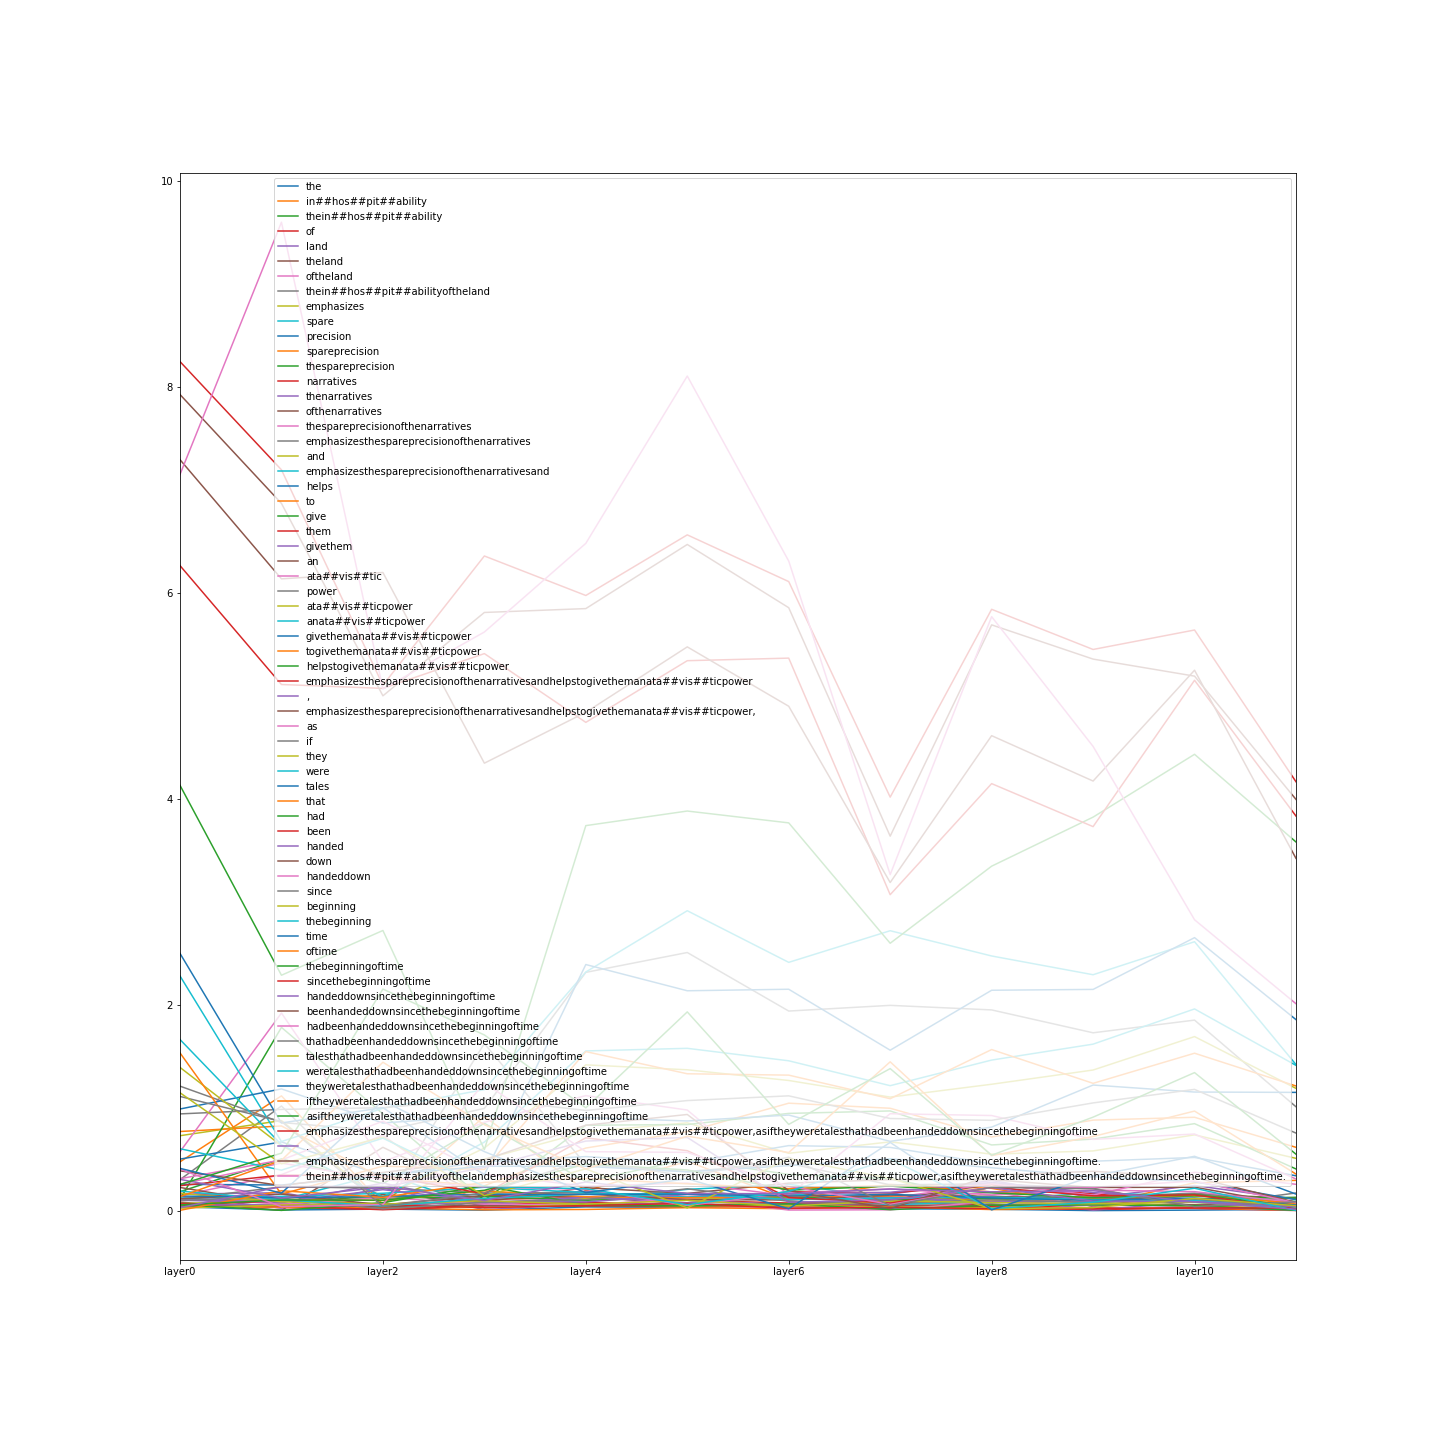 10
8
6
4
2
0
the
in##hos##pit##ability
thein##hos##pit##ability
of
land
theland
oftheland
thein##hos##pit##abilityoftheland
emphasizes
spare
precision
spareprecision
thespareprecision
narratives
thenarratives
ofthenarratives
thespareprecisionofthenarratives
emphasizesthespareprecisionofthenarratives
and
emphasizesthespareprecisionofthenarrativesand
helps
to
give
them
givethem
an
ata##vis##tic
power
ata##vis##ticpower
anata##vis##ticpower
givethemanata##vis##ticpower
togivethemanata##vis##ticpower
helpstogivethemanata##vis##ticpower
emphasizesthespareprecisionofthenarrativesandhelpstogivethemanata##vis##ticpower
,
emphasizesthespareprecisionofthenarrativesandhelpstogivethemanata##vis##ticpower,
as
if
they
were
tales
that
had
been
handed
down
handeddown
since
beginning
thebeginning
time
oftime
thebeginningoftime
sincethebeginningoftime
handeddownsincethebeginningoftime
beenhandeddownsincethebeginningoftime
hadbeenhandeddownsincethebeginningoftime
thathadbeenhandeddownsincethebeginningoftime
talesthathadbeenhandeddownsincethebeginningoftime
weretalesthathadbeenhandeddownsincethebeginningoftime
theyweretalesthathadbeenhandeddownsincethebeginningoftime
iftheyweretalesthathadbeenhandeddownsincethebeginningoftime
asiftheyweretalesthathadbeenhandeddownsincethebeginningoftime
emphasizesthespareprecisionofthenarrativesandhelpstogivethemanata##vis##ticpower,asiftheyweretalesthathadbeenhandeddownsincethebeginningoftime
.
emphasizesthespareprecisionofthenarrativesandhelpstogivethemanata##vis##ticpower,asiftheyweretalesthathadbeenhandeddownsincethebeginningoftime.
thein##hos##pit##abilityofthelandemphasizesthespareprecisionofthenarrativesandhelpstogivethemanata##vis##ticpower,asiftheyweretalesthathadbeenhandeddownsincethebeginningoftime.
layer0 layer2 layer4 layer6 layer8 layer10